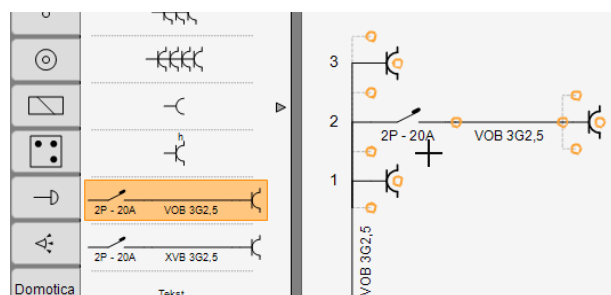 h
2P - 20A VOB 3G2,5
2P - 20A XVB 3G2,5
Domotica
Tekst
3
2
2P - 20A VOB 3G2,5
1
VOB 3G2,5